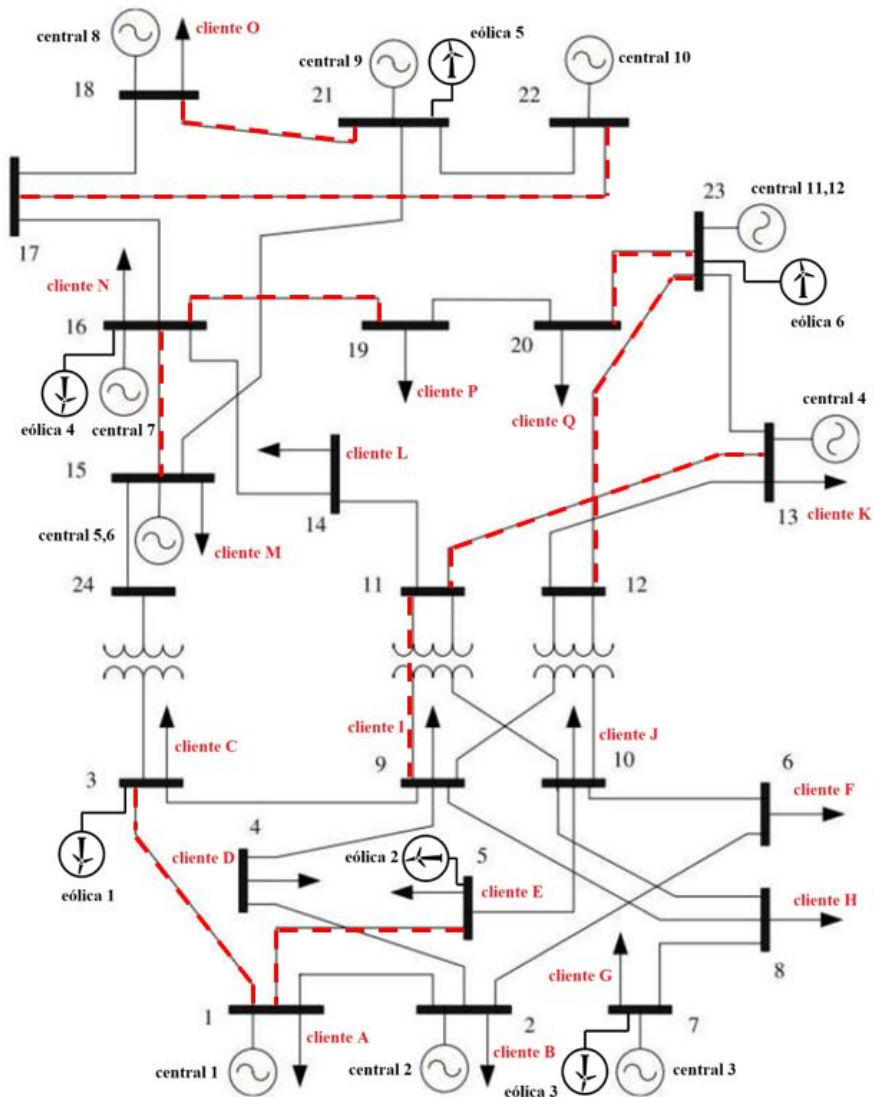 central 8
cliente O
central 9
eólica 5
central 10
18
21
22
23
central 11,12
17
cliente N
eólica 6
16
19
20
central 4
cliente P
cliente Q
eólica 4
central 7
cliente L
15
14
13
cliente K
central 5,6
cliente M
24
11
12
cliente C
cliente I
cliente J
3
9
10
6
cliente F
4
eólica 2
5
cliente D
cliente E
eólica 1
cliente H
cliente G
8
1
2
7
cliente A
cliente B
central 1
central 2
eólica 3
central 3